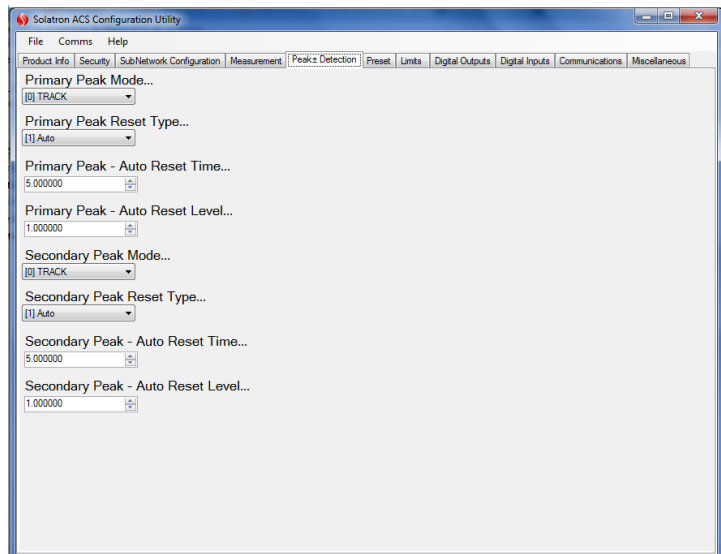 Solatron ACS Configuration Utility
File Comms Help
Product Info Security SubNetwork Configuration Measurement Peak± Detection Preset Limits Digital Outputs Digital Inputs Communications Miscellaneous
Primary Peak Mode...
[0] TRACK
Primary Peak Reset Type...
[1] Auto
Primary Peak - Auto Reset Time...
5.000000
Primary Peak - Auto Reset Level...
1.000000
Secondary Peak Mode...
[0] TRACK
Secondary Peak Reset Type...
[1] Auto
Secondary Peak - Auto Reset Time...
5.000000
Secondary Peak - Auto Reset Level...
1.000000